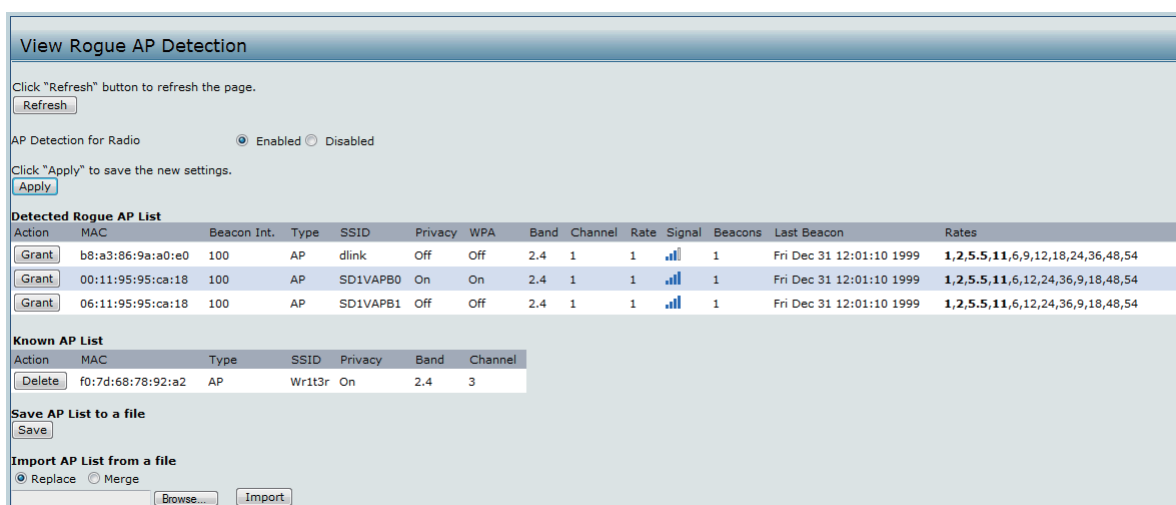 View Rogue AP Detection
Click "Refresh" button to refresh the page.
Refresh
AP Detection for Radio Enabled Disabled
Click "Apply" to save the new settings.
Apply
Detected Rogue AP List
Action MAC Beacon Int. Type SSID Privacy WPA Band Channel Rate Signal Beacons Last Beacon Rates
Grant b8:a3:86:9a:a0:e0 100 AP dlink Off Off 2.4 1 1 1 Fri Dec 31 12:01:10 1999 1,2,5.5,11,6,9,12,18,24,36,48,54
Grant 00:11:95:95:ca:18 100 AP SD1VAPB0 On On 2.4 1 1 1 Fri Dec 31 12:01:10 1999 1,2,5.5,11,6,12,24,36,9,18,48,54
Grant 06:11:95:95:ca:18 100 AP SD1VAPB1 Off Off 2.4 1 1 1 Fri Dec 31 12:01:10 1999 1,2,5.5,11,6,12,24,36,9,18,48,54
Known AP List
Action MAC Type SSID Privacy Band Channel
Delete f0:7d:68:78:92:a2 AP Wr1t3r On 2.4 3
Save AP List to a file
Save
Import AP List from a file
Replace Merge
Browse... Import